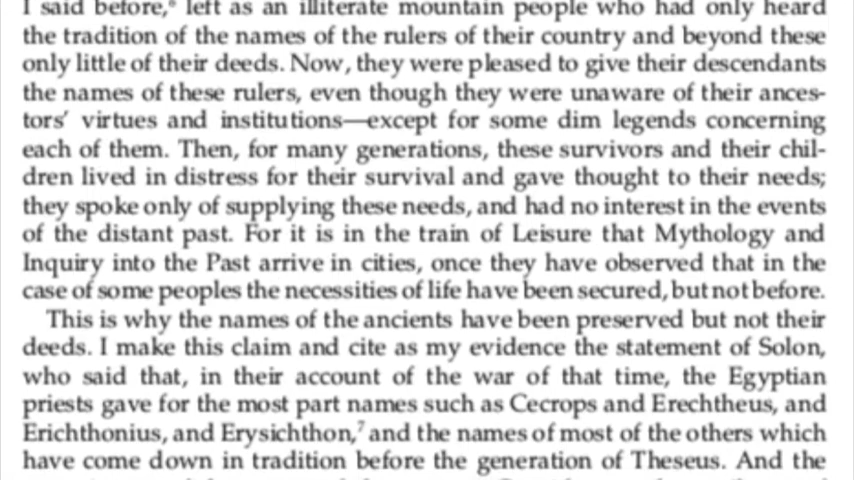 I said before,⁶ left as an illiterate mountain people who had only heard
the tradition of the names of the rulers of their country and beyond these
only little of their deeds. Now, they were pleased to give their descendants
the names of these rulers, even though they were unaware of their ances-
tors' virtues and institutions—except for some dim legends concerning
each of them. Then, for many generations, these survivors and their chil-
dren lived in distress for their survival and gave thought to their needs;
they spoke only of supplying these needs, and had no interest in the events
of the distant past. For it is in the train of Leisure that Mythology and
Inquiry into the Past arrive in cities, once they have observed that in the
case of some peoples the necessities of life have been secured, but not before.
This is why the names of the ancients have been preserved but not their
deeds. I make this claim and cite as my evidence the statement of Solon,
who said that, in their account of the war of that time, the Egyptian
priests gave for the most part names such as Cecrops and Erechtheus, and
Erichthonius, and Erysichthon,⁷ and the names of most of the others which
have come down in tradition before the generation of Theseus. And the